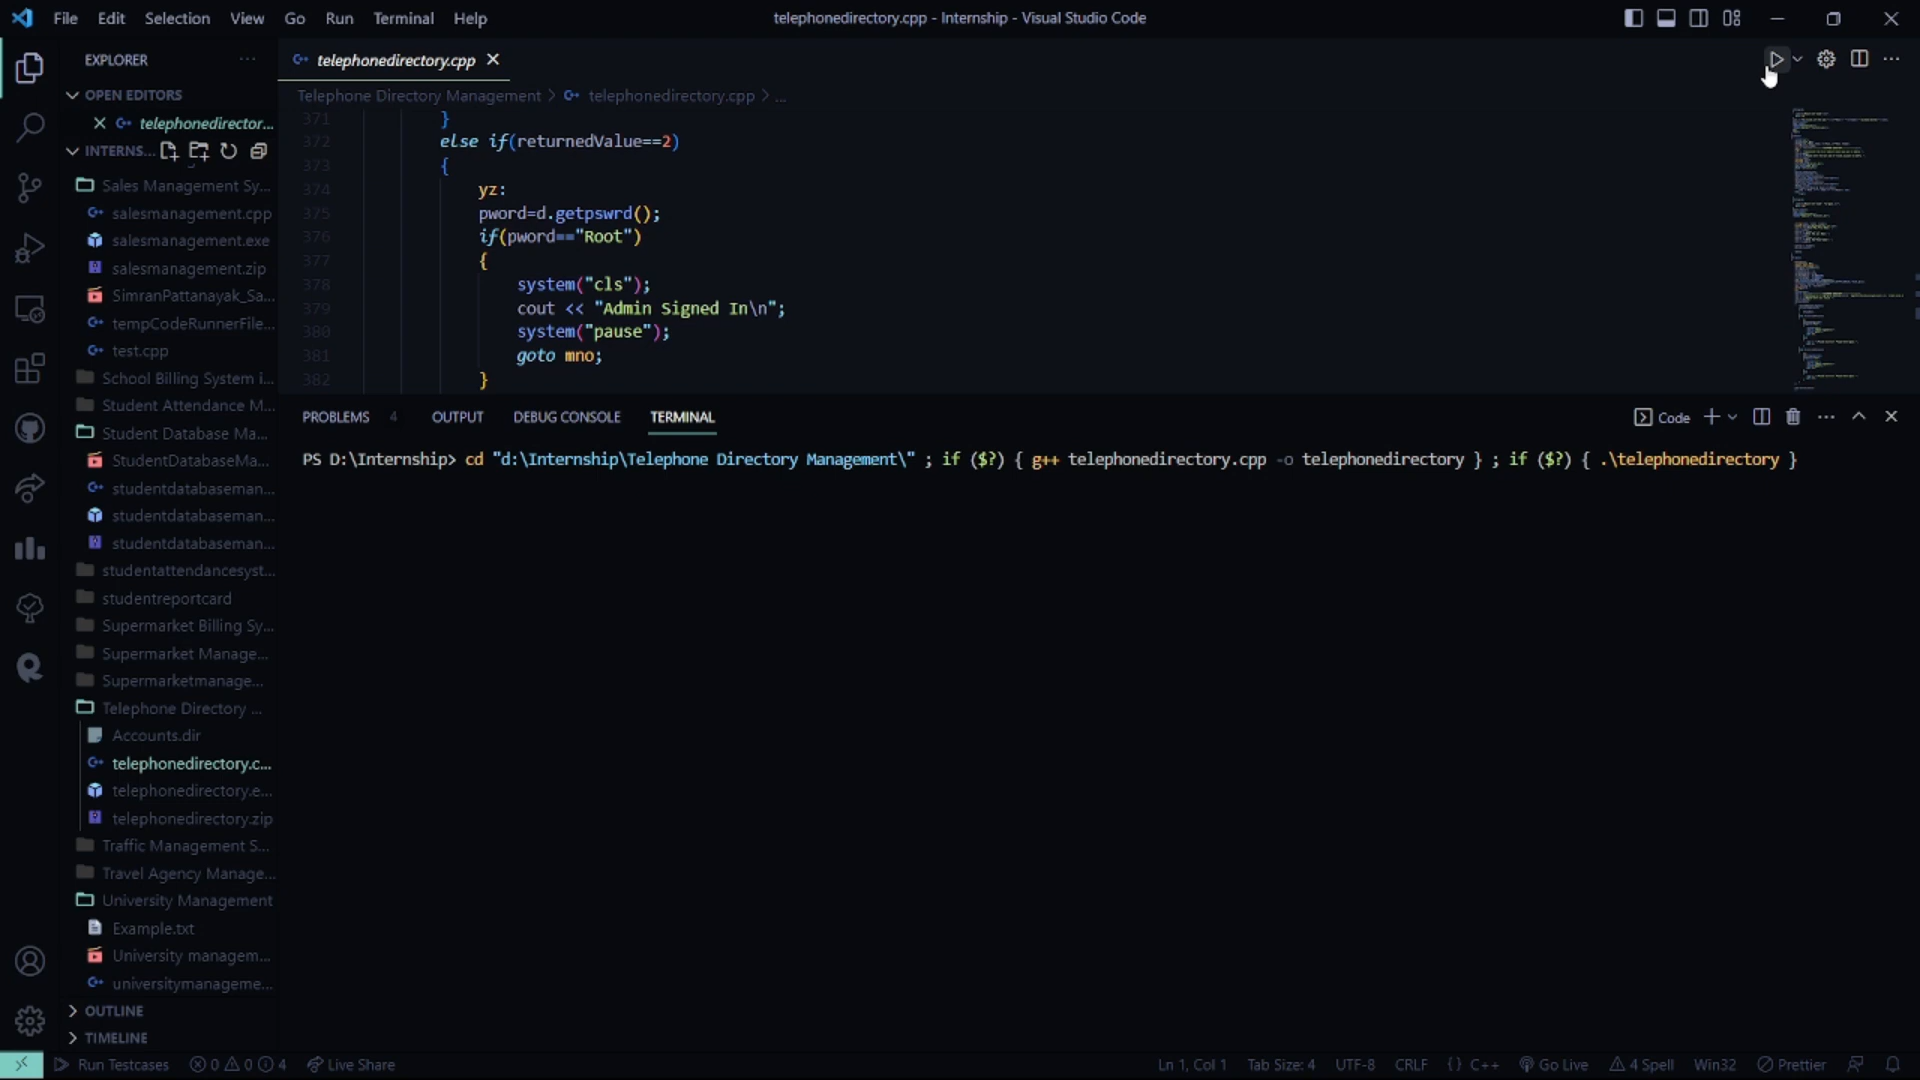 File Edit Selection View Go Run Terminal Help
telephonedirectory.cpp - Internship - Visual Studio Code
EXPLORER
OPEN EDITORS
telephonedirector...
INTERNS...
Sales Management Sy...
salesmanagement.cpp
salesmanagement.exe
salesmanagement.zip
SimranPattanayak_Sa...
tempCodeRunnerFile...
test.cpp
School Billing System i...
Student Attendance M...
Student Database Ma...
StudentDatabaseMa...
studentdatabaseman...
studentdatabaseman...
studentdatabaseman...
studentattendancesyst...
studentreportcard
Supermarket Billing Sy...
Supermarket Manage...
Supermarketmanage...
Telephone Directory ...
Accounts.dir
telephonedirectory.c...
telephonedirectory.e...
telephonedirectory.zip
Traffic Management S...
Travel Agency Manage...
University Management
Example.txt
University managem...
universitymanageme...
OUTLINE
TIMELINE
telephonedirectory.cpp
Telephone Directory Management > telephonedirectory.cpp > ...
371 }
372 else if(returnedValue==2)
373 {
374 yz:
375 pword=d.getpswrd();
376 if(pword=="Root")
377 {
378 system("cls");
379 cout << "Admin Signed In\n";
380 system("pause");
381 goto mno;
382 }
PROBLEMS 4 OUTPUT DEBUG CONSOLE TERMINAL
Code
PS D:\Internship> cd "d:\Internship\Telephone Directory Management\" ; if ($?) { g++ telephonedirectory.cpp -o telephonedirectory } ; if ($?) { .\telephonedirectory }
Run Testcases 0 0 4 Live Share
Ln 1, Col 1 Tab Size: 4 UTF-8 CRLF {} C++ Go Live 4 Spell Win32 Prettier